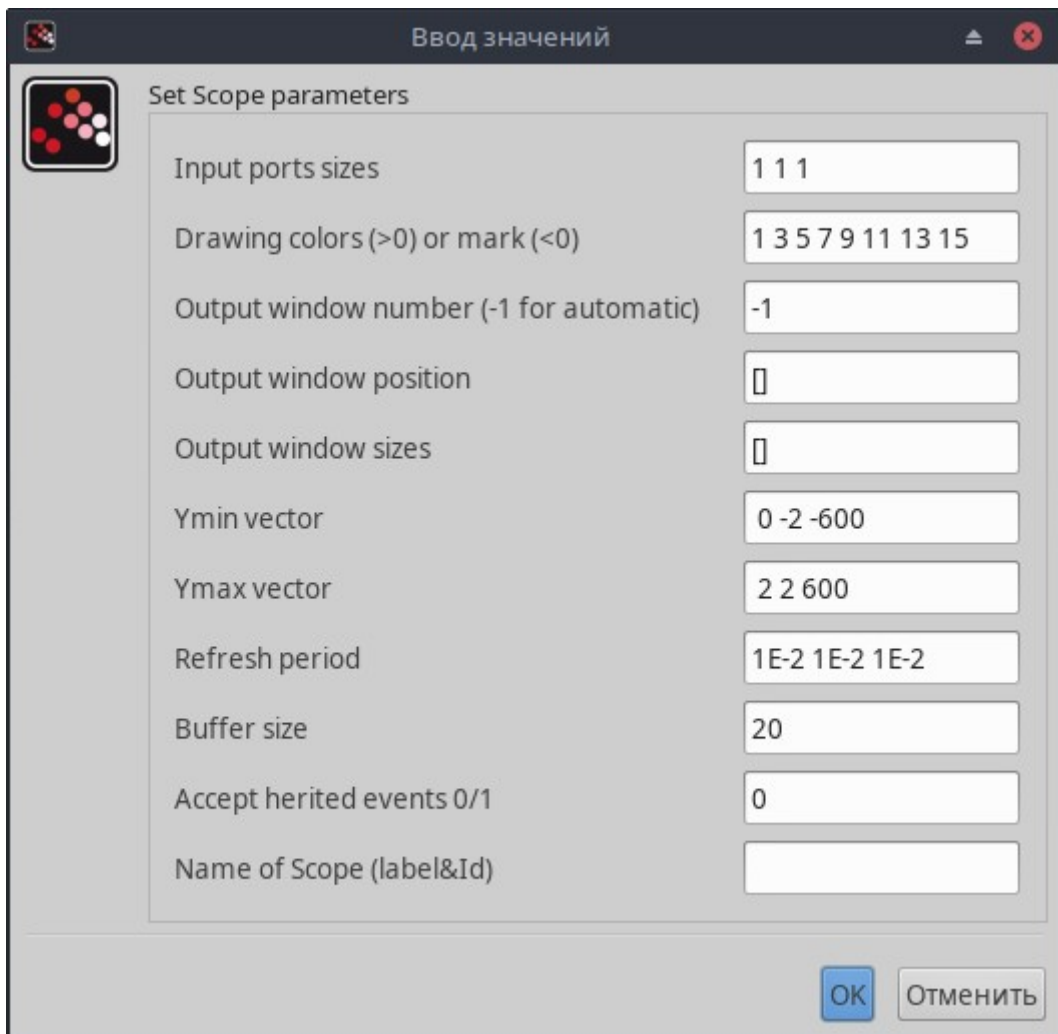 Ввод значений
Set Scope parameters
Input ports sizes 1 1 1
Drawing colors (>0) or mark (<0) 1 3 5 7 9 11 13 15
Output window number (-1 for automatic) -1
Output window position []
Output window sizes []
Ymin vector 0 -2 -600
Ymax vector 2 2 600
Refresh period 1E-2 1E-2 1E-2
Buffer size 20
Accept herited events 0/1 0
Name of Scope (label&Id)
OK Отменить